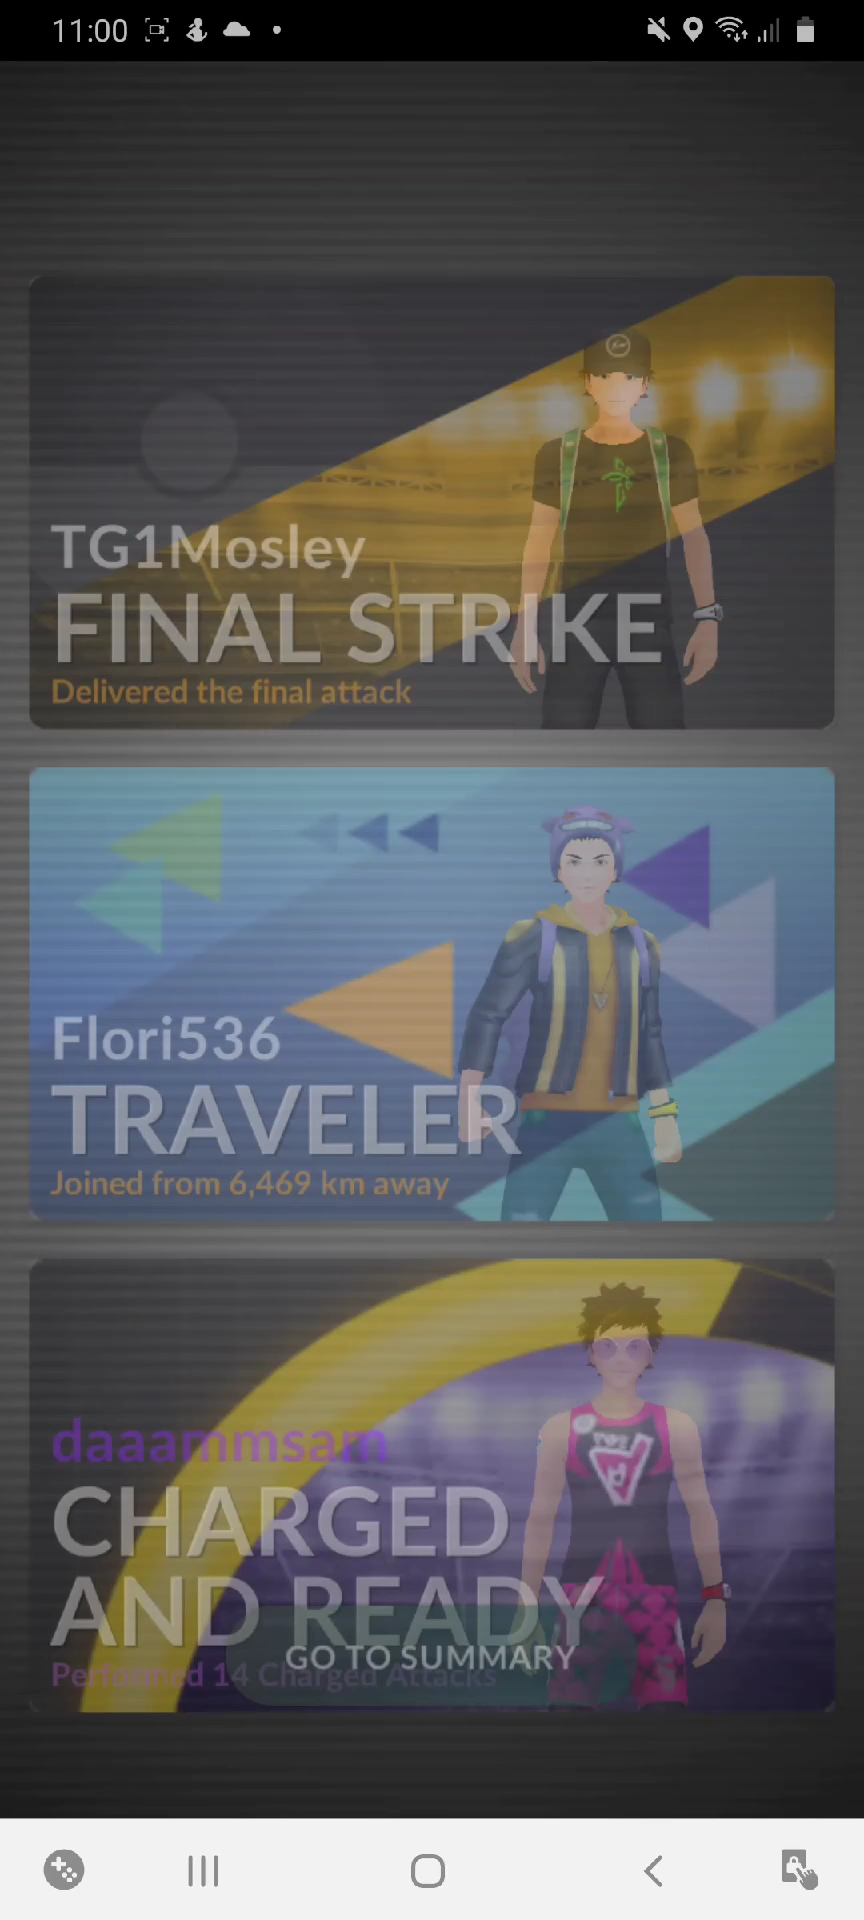 11:00
TG1Mosley
FINAL STRIKE
Delivered the final attack
Flori536
TRAVELER
Joined from 6,469 km away
daaammsam
CHARGED
AND READY
Performed 14 Charged Attacks
GO TO SUMMARY